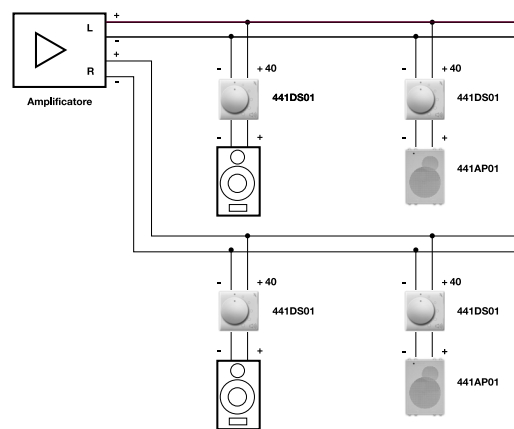 +
L
-
+
R
-
Amplificatore
- + 40 - + 40
441DS01 441DS01
- + - +
441AP01
- + 40 - + 40
441DS01 441DS01
- + - +
441AP01